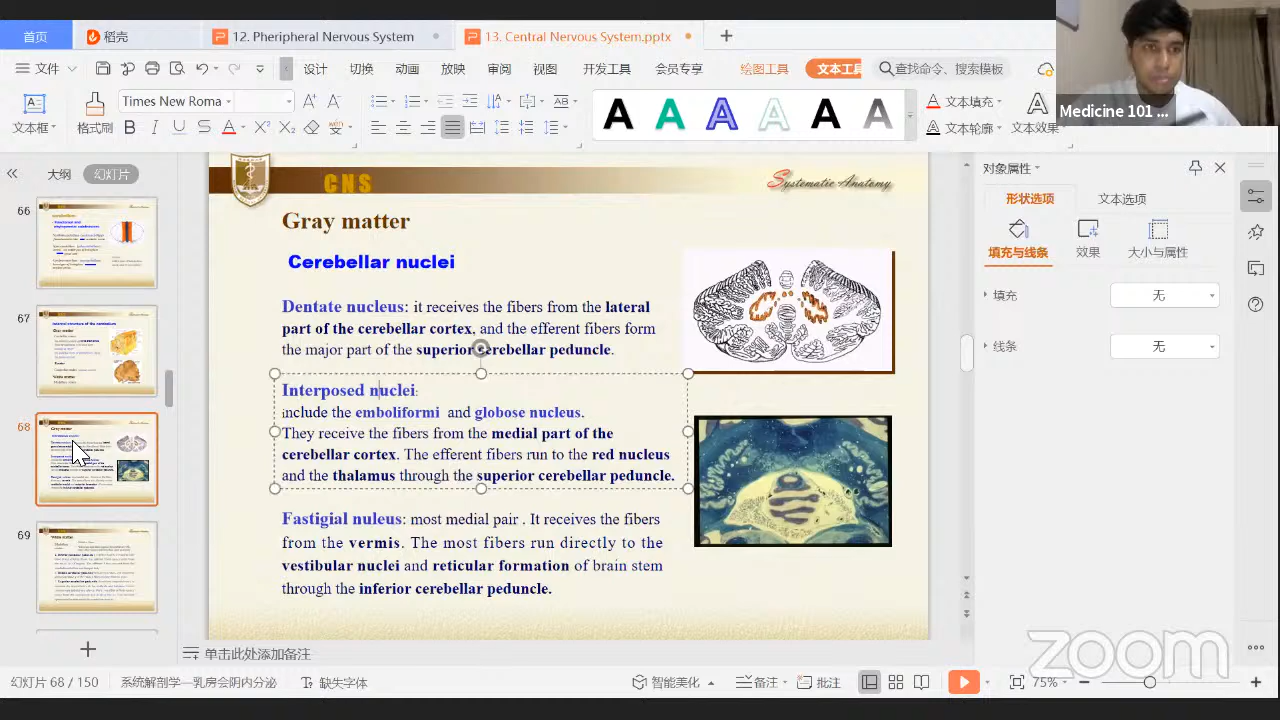 首页
稻壳
12. Pheripheral Nervous System
13. Central Nervous System.pptx
Medicine 101 ...
文件
设计
切换
动画
放映
审阅
视图
开发工具
会员专享
绘图工具
文本工具
查找命令、搜索模板
文本框
格式刷
Times New Roma
文本填充
文本轮廓
文本效果
大纲
幻灯片
66
67
68
69
CNS
Systematic Anatomy
Gray matter
Cerebellar nuclei
Dentate nucleus: it receives the fibers from the lateral
part of the cerebellar cortex, and the efferent fibers form
the major part of the superior cerebellar peduncle.
Interposed nuclei:
include the emboliformi and globose nucleus.
They receive the fibers from the medial part of the
cerebellar cortex. The efferent fibers run to the red nucleus
and the thalamus through the superior cerebellar peduncle.
Fastigial nuleus: most medial pair . It receives the fibers
from the vermis. The most fibers run directly to the
vestibular nuclei and reticular formation of brain stem
through the inferior cerebellar peduncle.
对象属性
形状选项
文本选项
填充与线条
效果
大小与属性
填充
无
线条
无
zoom
单击此处添加备注
幻灯片 68 / 150
系统解剖学—乳房会阴内分泌
缺失字体
智能美化
备注
批注
75%